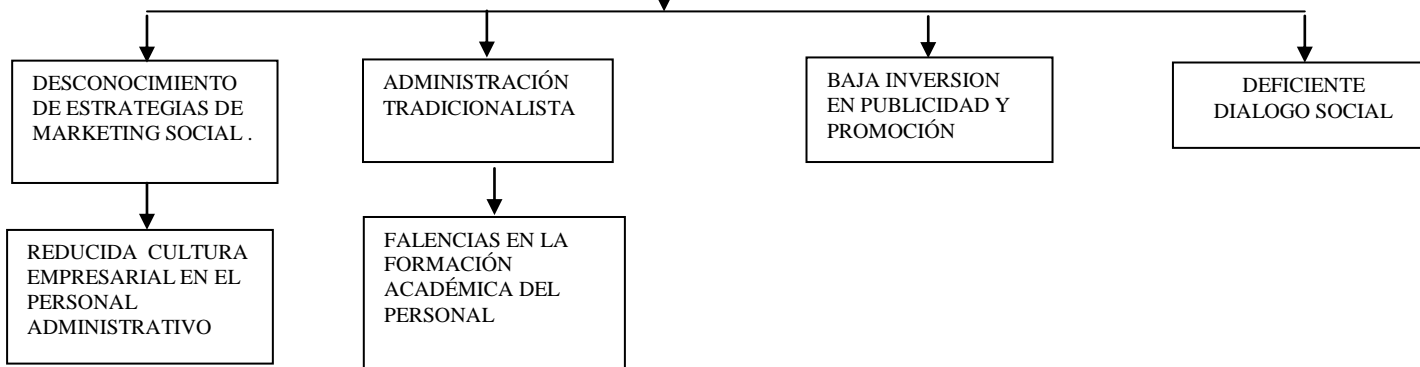 DESCONOCIMIENTO
DE ESTRATEGIAS DE
MARKETING SOCIAL .
ADMINISTRACIÓN
TRADICIONALISTA
BAJA INVERSION
EN PUBLICIDAD Y
PROMOCIÓN
DEFICIENTE
DIALOGO SOCIAL
REDUCIDA CULTURA
EMPRESARIAL EN EL
PERSONAL
ADMINISTRATIVO
FALENCIAS EN LA
FORMACIÓN
ACADÉMICA DEL
PERSONAL